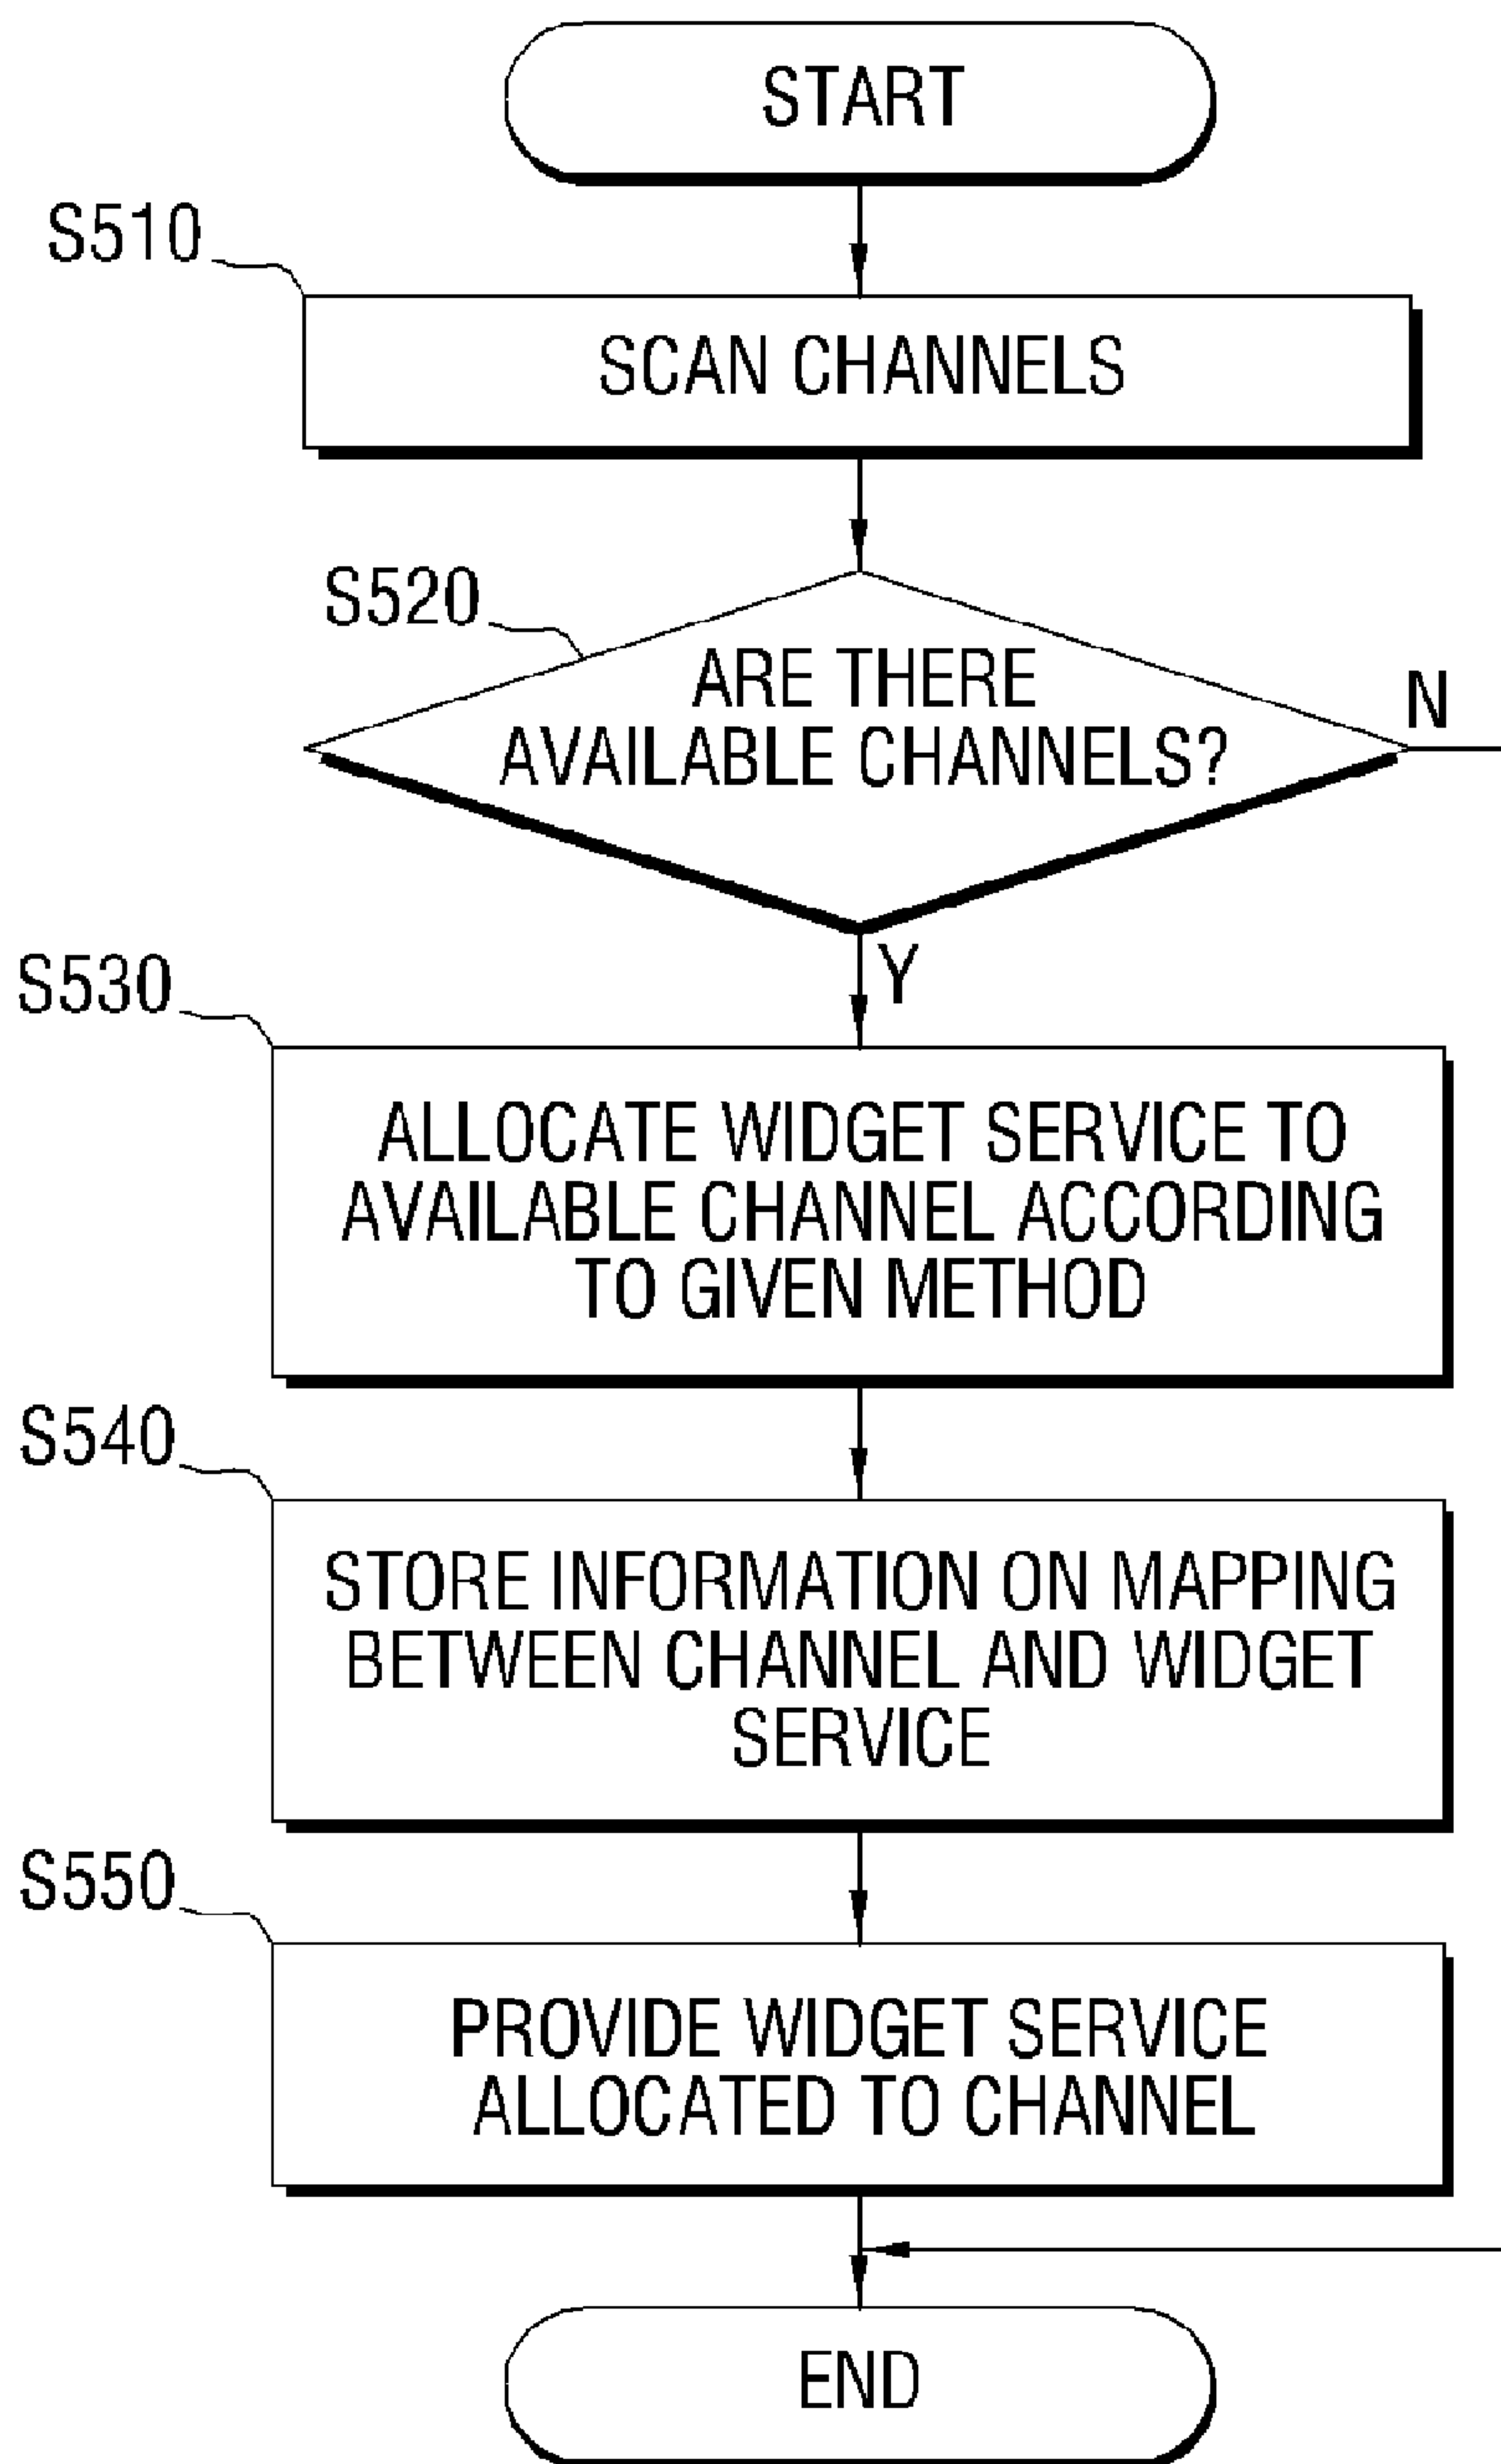 START
S510
SCAN CHANNELS
S520
ARE THERE
AVAILABLE CHANNELS?
N
Y
S530
ALLOCATE WIDGET SERVICE TO
AVAILABLE CHANNEL ACCORDING
TO GIVEN METHOD
S540
STORE INFORMATION ON MAPPING
BETWEEN CHANNEL AND WIDGET
SERVICE
S550
PROVIDE WIDGET SERVICE
ALLOCATED TO CHANNEL
END